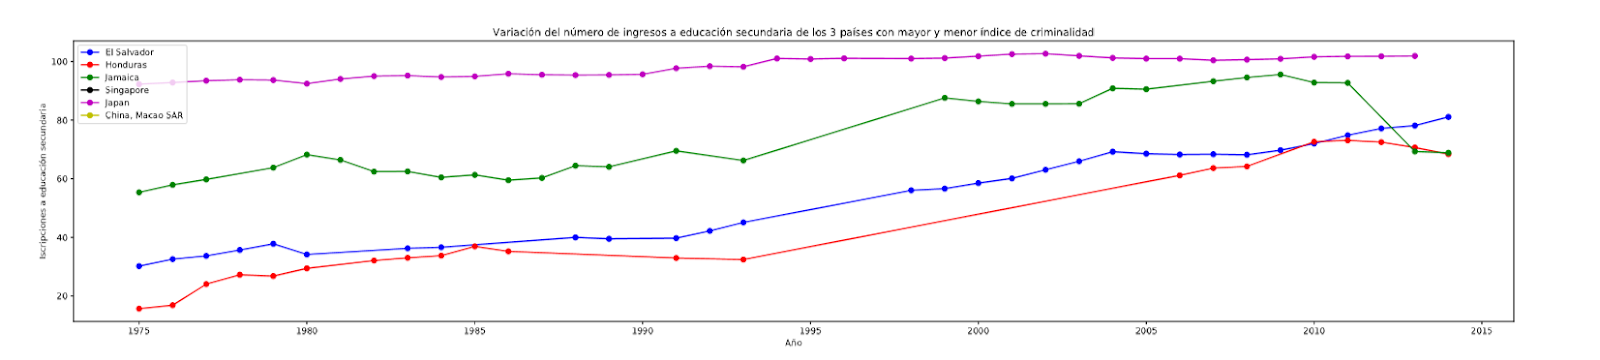 Variación del número de ingresos a educación secundaria de los 3 países con mayor y menor índice de criminalidad
El Salvador
Honduras
Jamaica
Singapore
Japan
China, Macao SAR
100
80
60
40
20
Iscripciones a educación secundaria
1975 1980 1985 1990 1995 2000 2005 2010 2015
Año